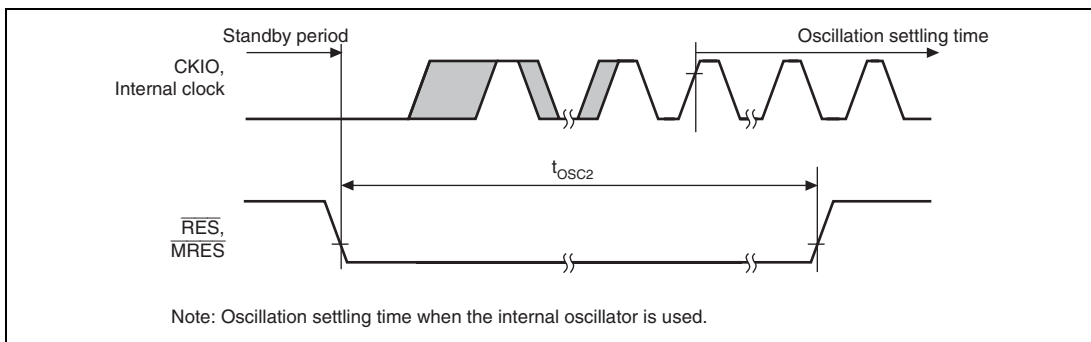 Standby period
Oscillation settling time
CKIO,
Internal clock
tOSC2
RES,
MRES
Note: Oscillation settling time when the internal oscillator is used.